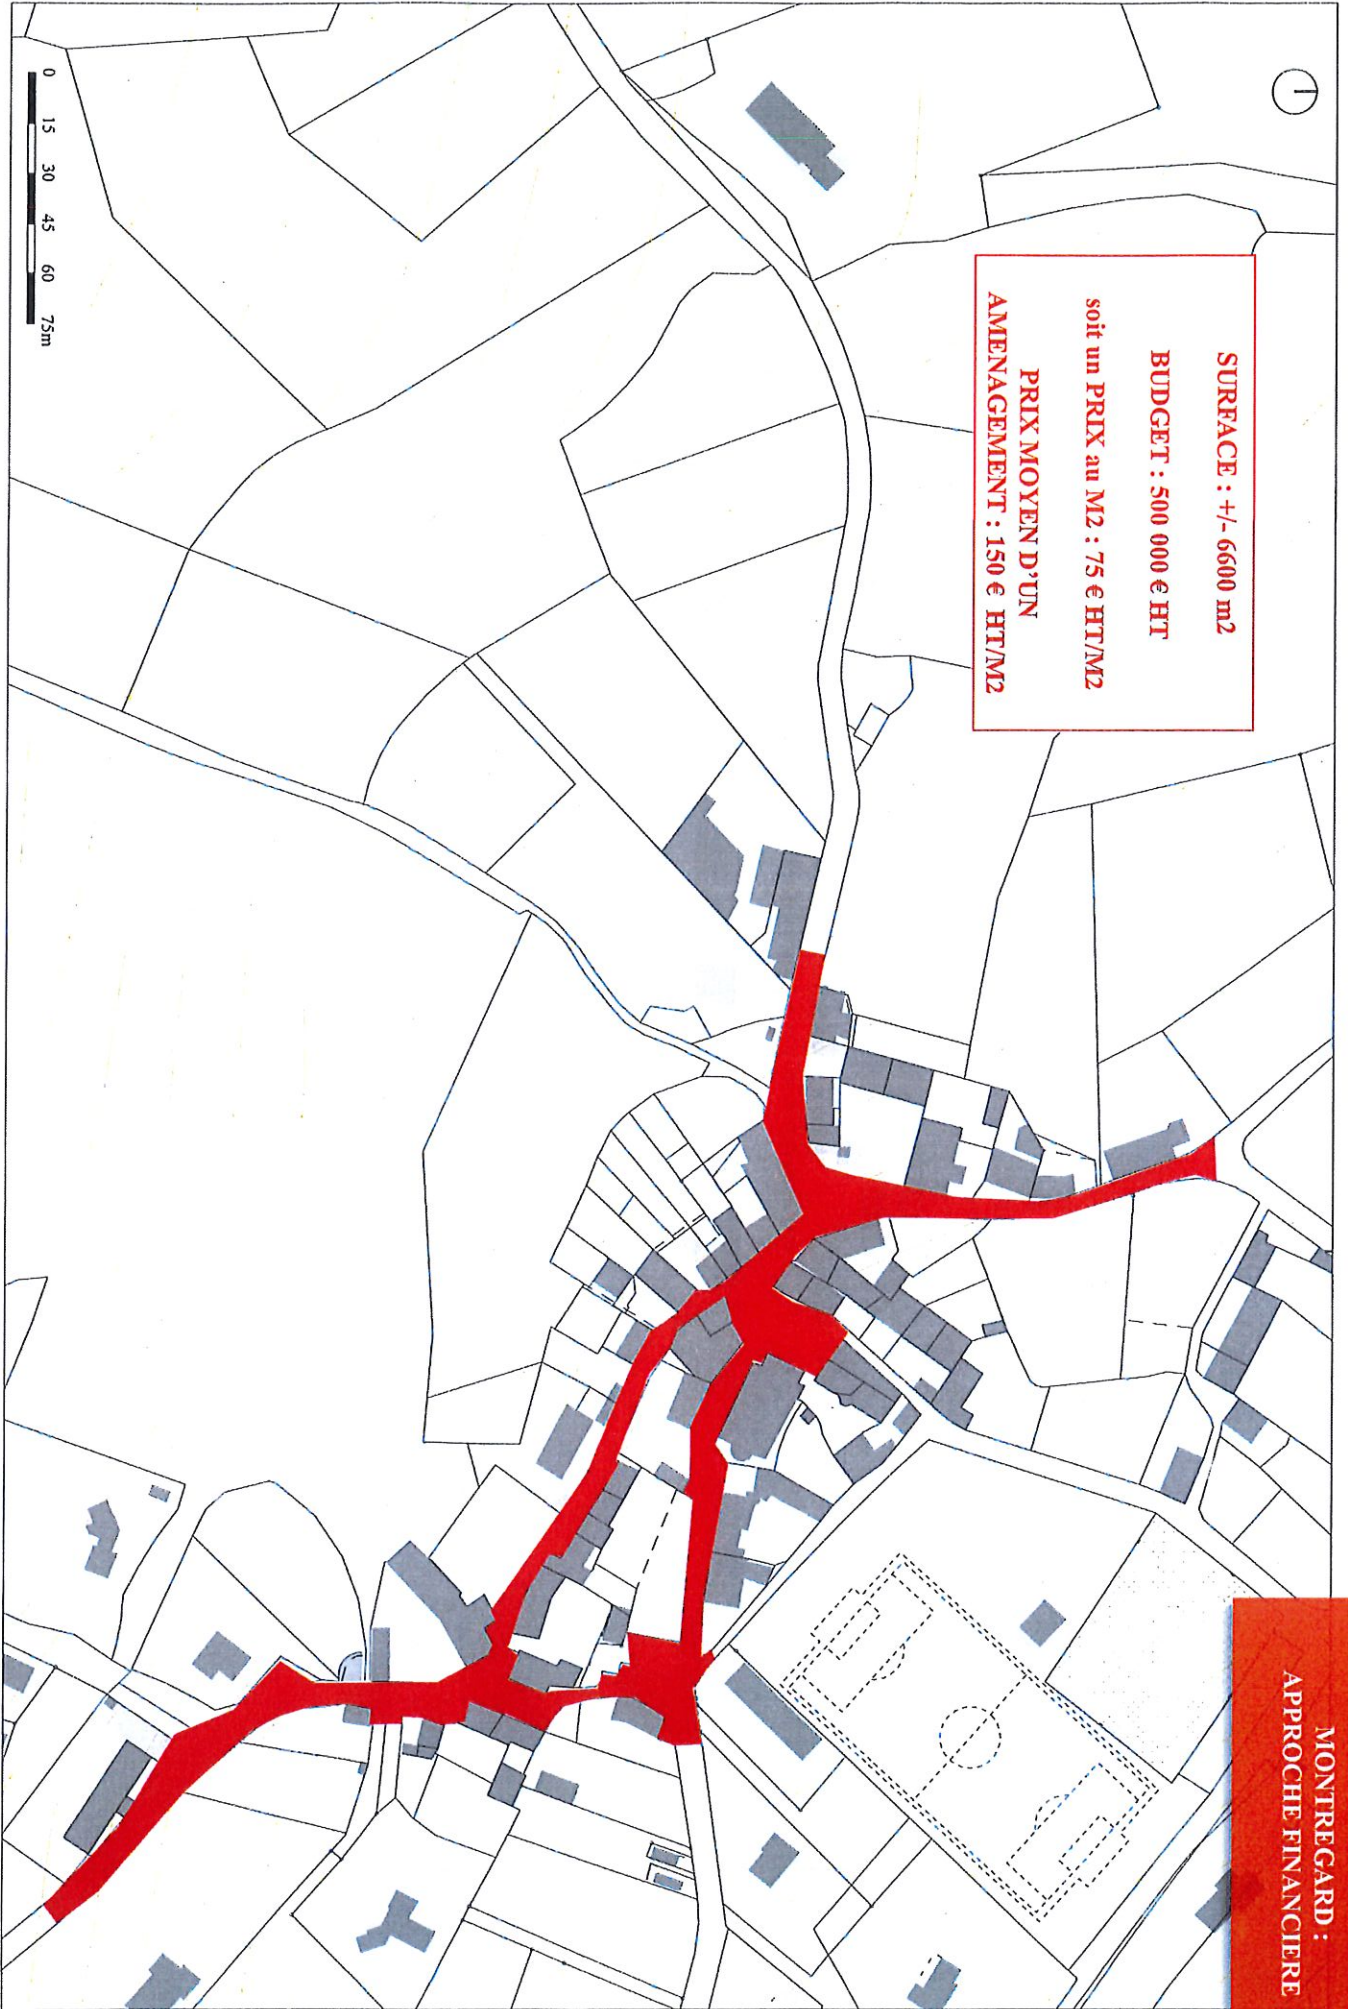 MONTREGARD :
APPROCHE FINANCIERE
SURFACE : +/- 6600 m2
BUDGET : 500 000 € HT
soit un PRIX au M2 : 75 € HT/M2
PRIX MOYEN D'UN
AMENAGEMENT : 150 € HT/M2
0 15 30 45 60 75m